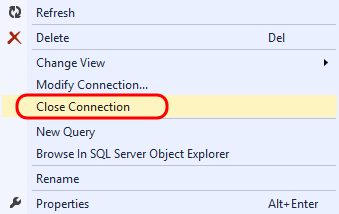 Refresh
Delete Del
Change View
Modify Connection...
Close Connection
New Query
Browse In SQL Server Object Explorer
Rename
Properties Alt+Enter